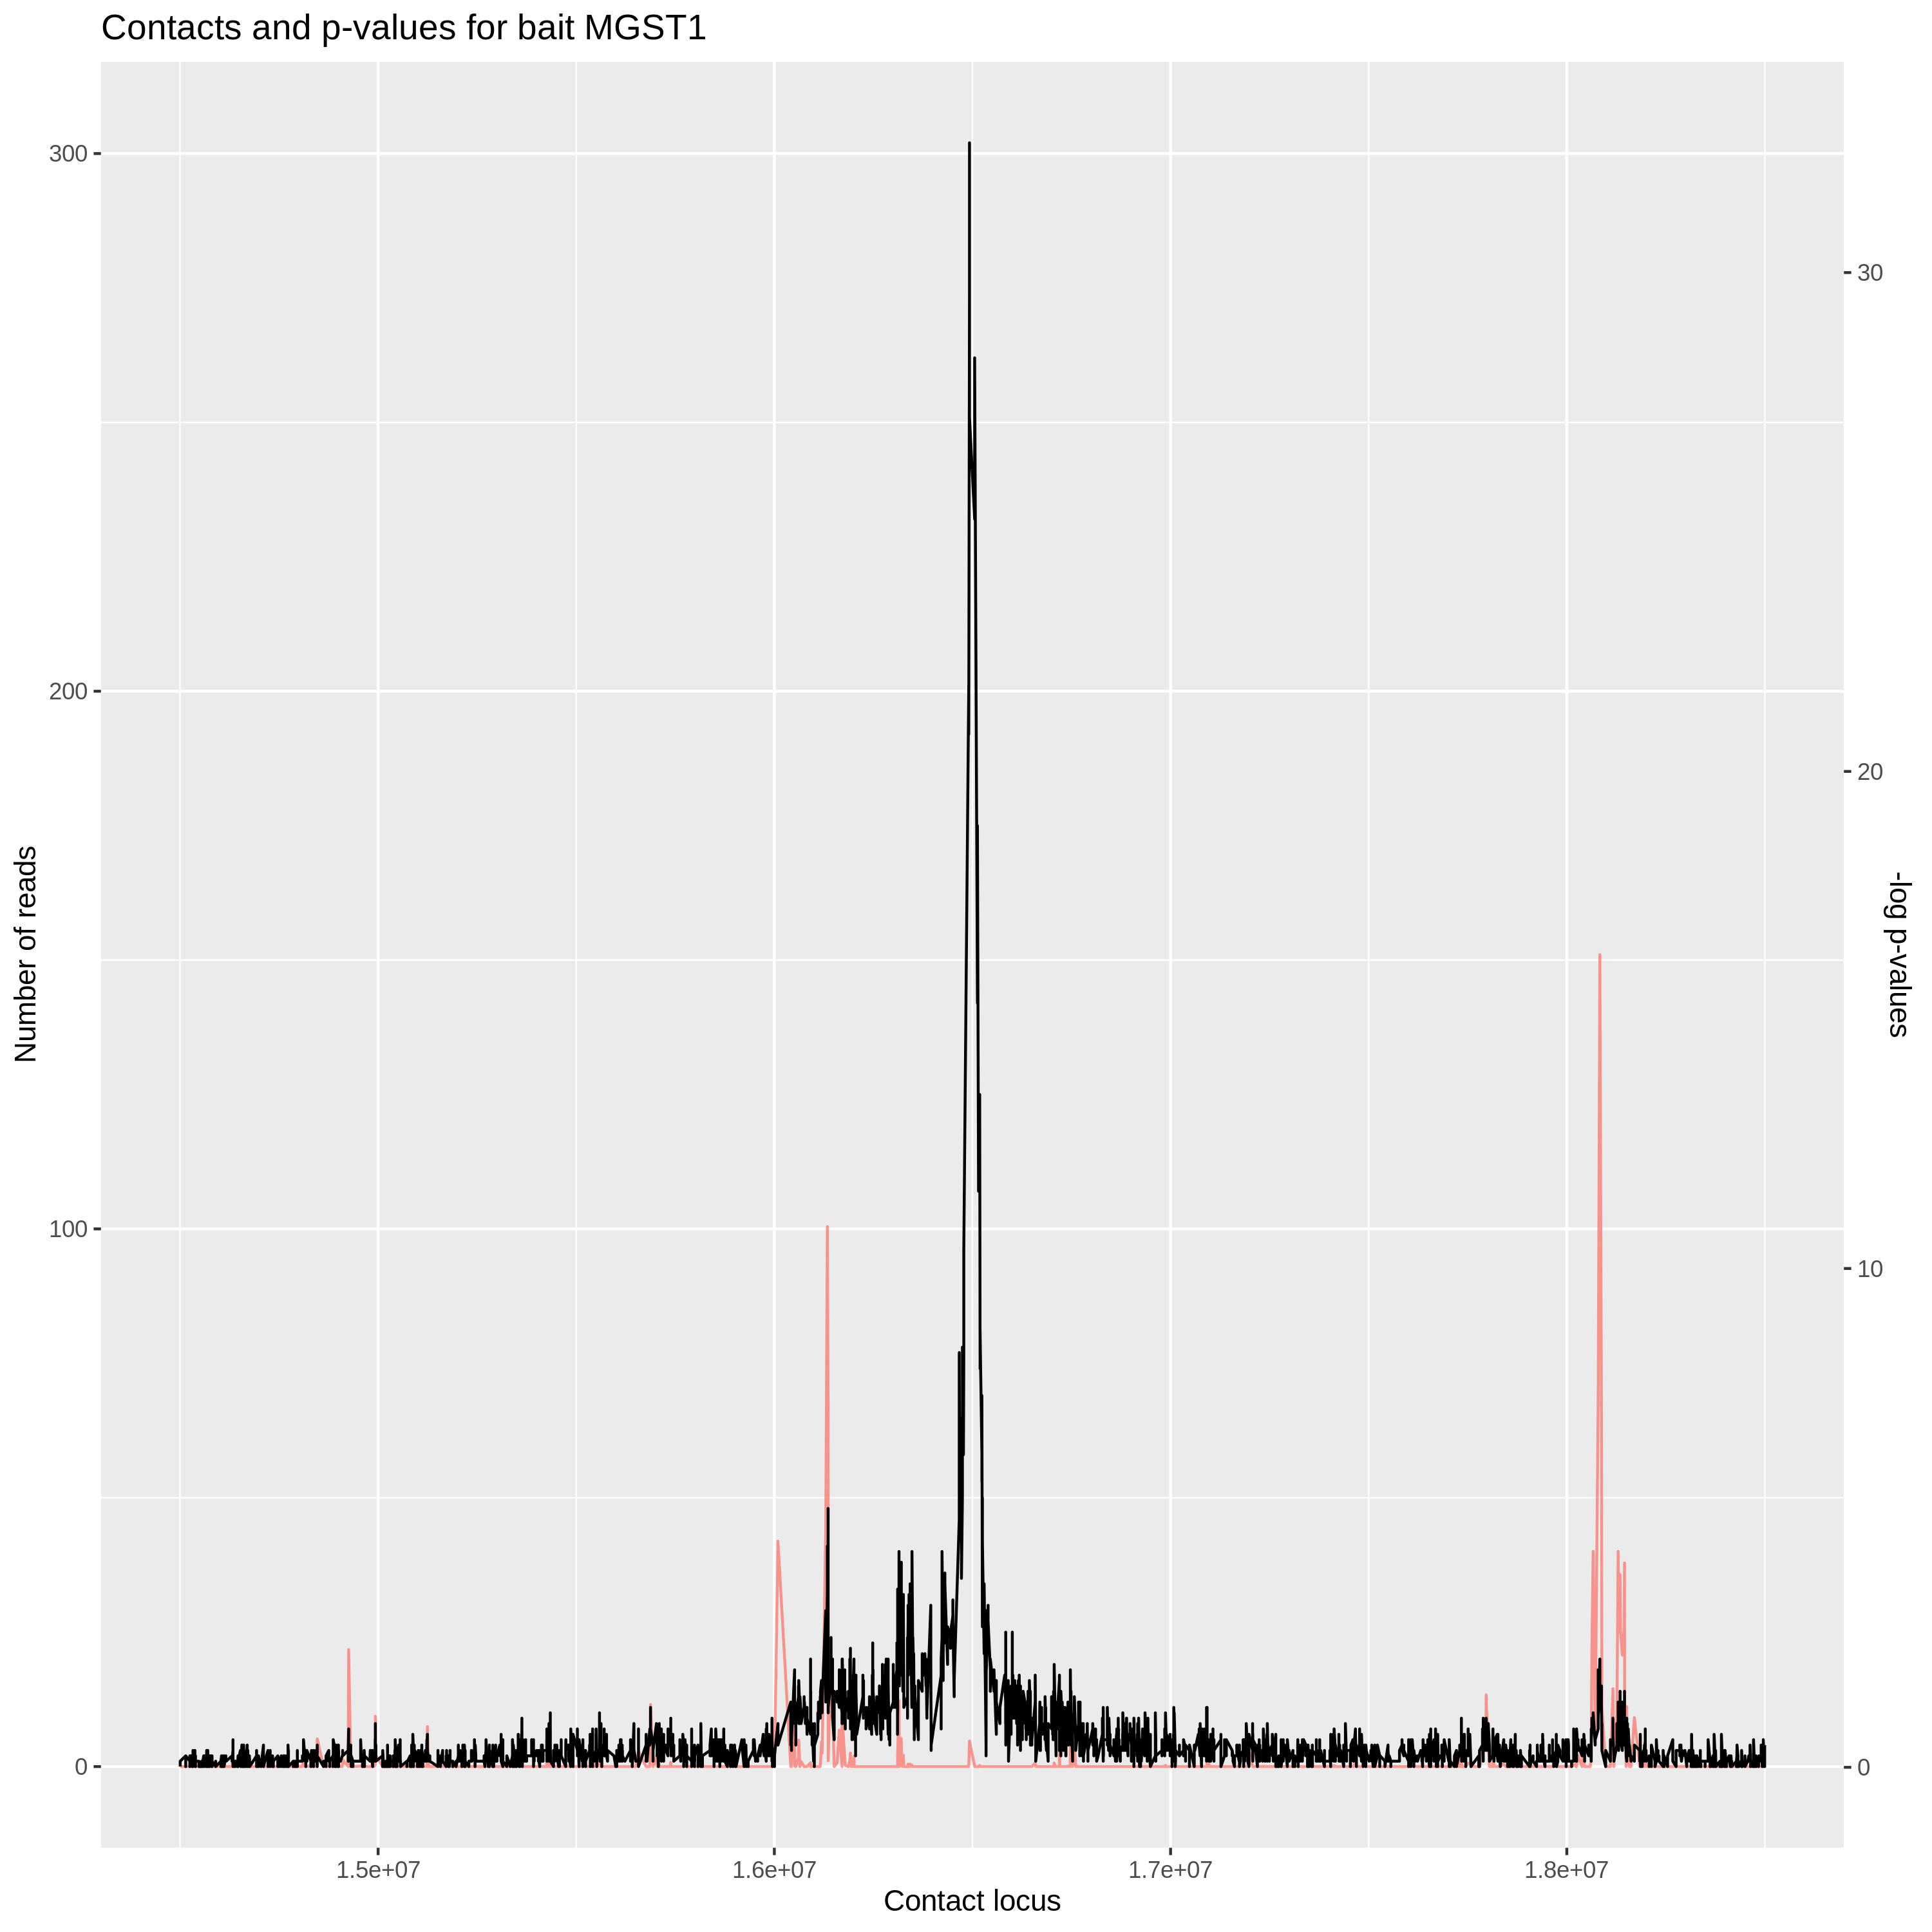 Contacts and p-values for bait MGST1
300
200
100
0
30
20
10
0
Number of reads
-log p-values
1.5e+07
1.6e+07
1.7e+07
1.8e+07
Contact locus